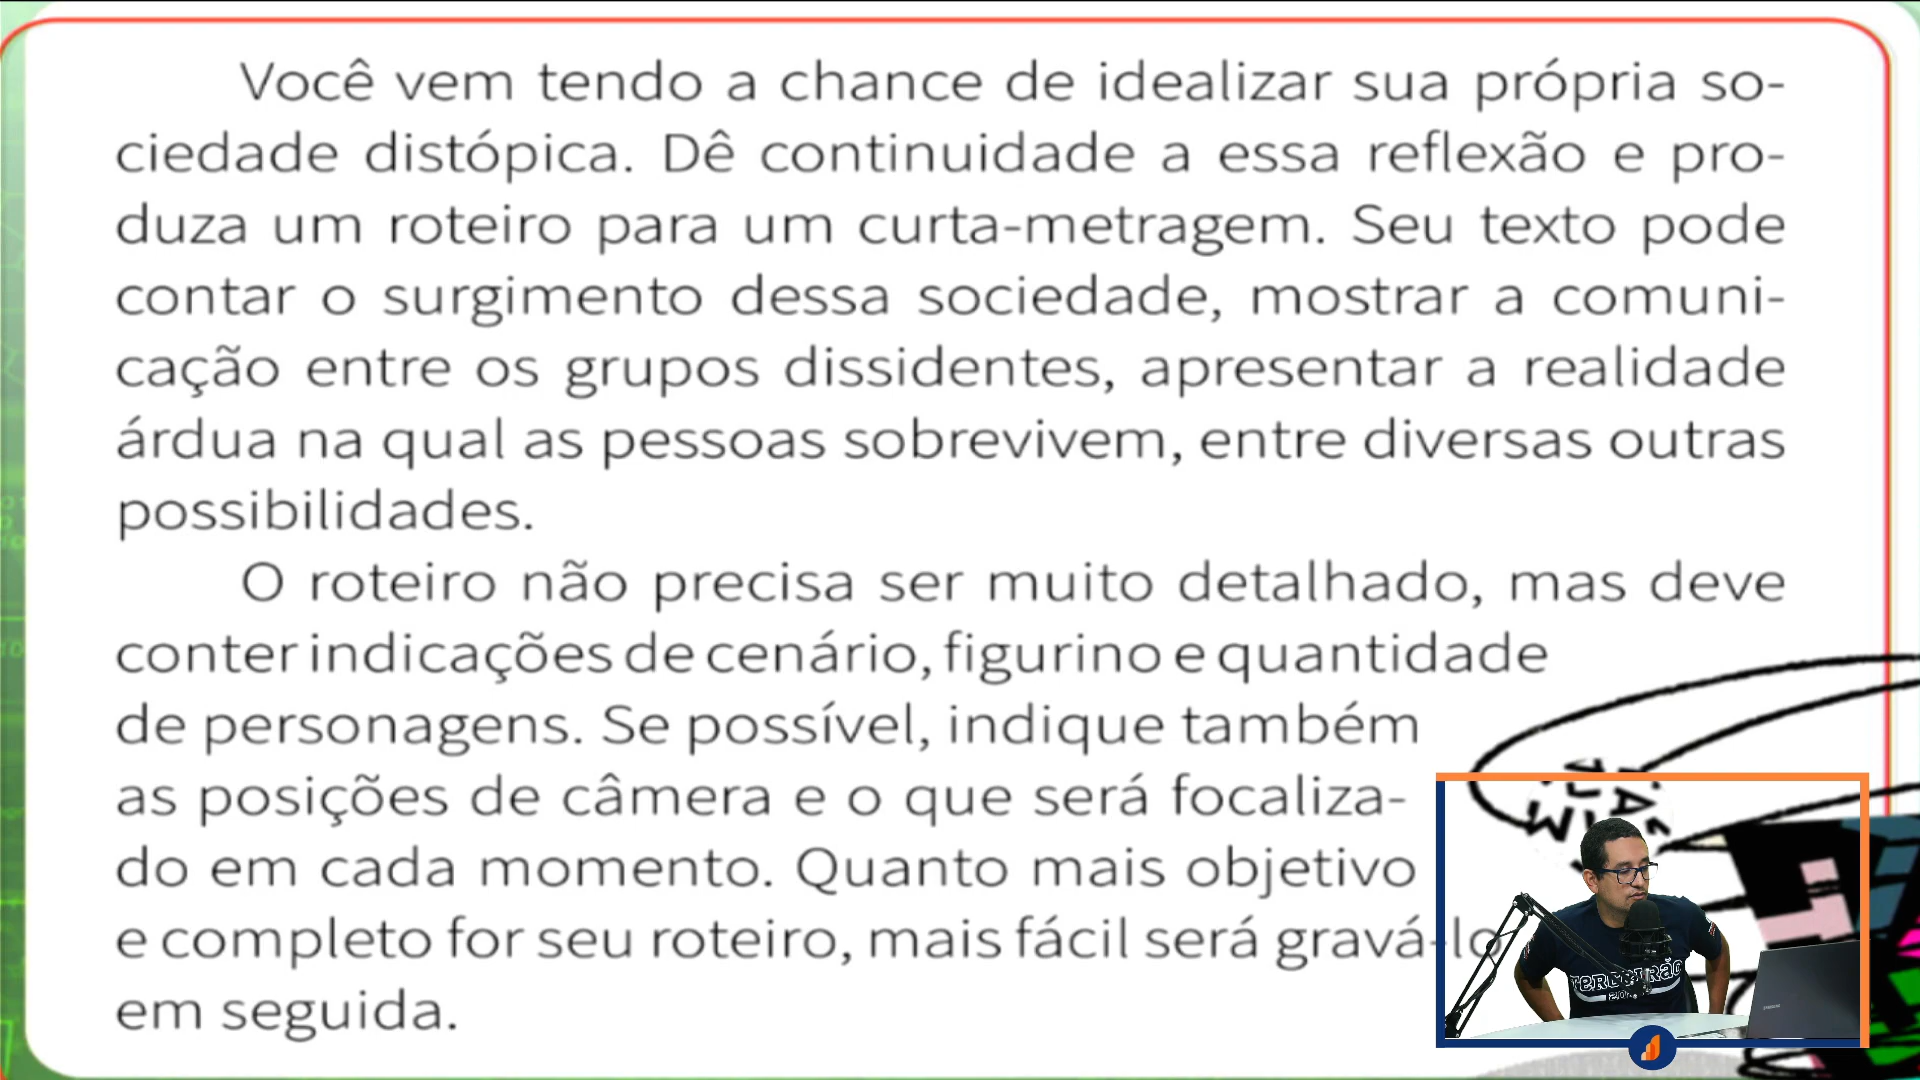 Você vem tendo a chance de idealizar sua própria so-
ciedade distópica. Dê continuidade a essa reflexão e pro-
duza um roteiro para um curta-metragem. Seu texto pode
contar o surgimento dessa sociedade, mostrar a comuni-
cação entre os grupos dissidentes, apresentar a realidade
árdua na qual as pessoas sobrevivem, entre diversas outras
possibilidades.
O roteiro não precisa ser muito detalhado, mas deve
conter indicações de cenário, figurino e quantidade
de personagens. Se possível, indique também
as posições de câmera e o que será focaliza-
do em cada momento. Quanto mais objetivo
e completo for seu roteiro, mais fácil será gravá-lo
em seguida.